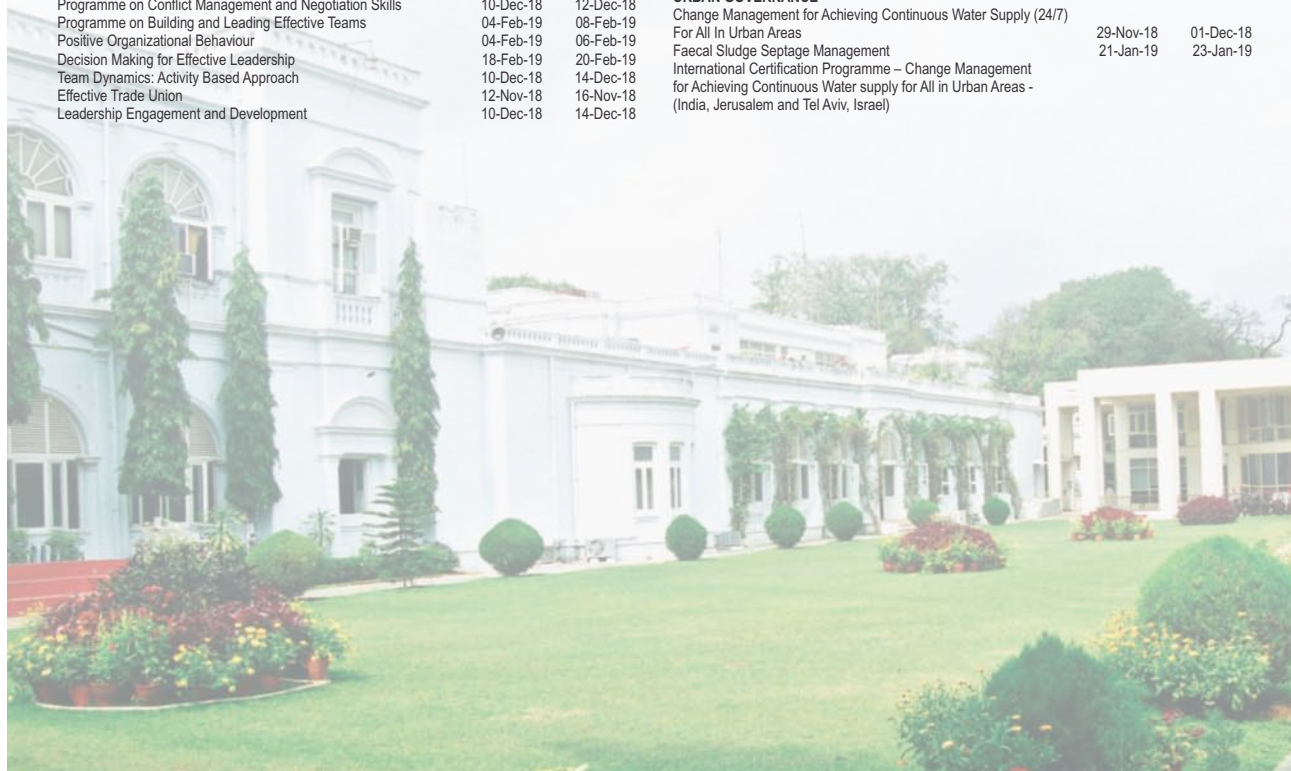 Programme on Conflict Management and Negotiation Skills 10-Dec-18 12-Dec-18
Programme on Building and Leading Effective Teams 04-Feb-19 08-Feb-19
Positive Organizational Behaviour 04-Feb-19 06-Feb-19
Decision Making for Effective Leadership 18-Feb-19 20-Feb-19
Team Dynamics: Activity Based Approach 10-Dec-18 14-Dec-18
Effective Trade Union 12-Nov-18 16-Nov-18
Leadership Engagement and Development 10-Dec-18 14-Dec-18
URBAN GOVERNANCE
Change Management for Achieving Continuous Water Supply (24/7)
For All In Urban Areas 29-Nov-18 01-Dec-18
Faecal Sludge Septage Management 21-Jan-19 23-Jan-19
International Certification Programme – Change Management
for Achieving Continuous Water supply for All in Urban Areas -
(India, Jerusalem and Tel Aviv, Israel)